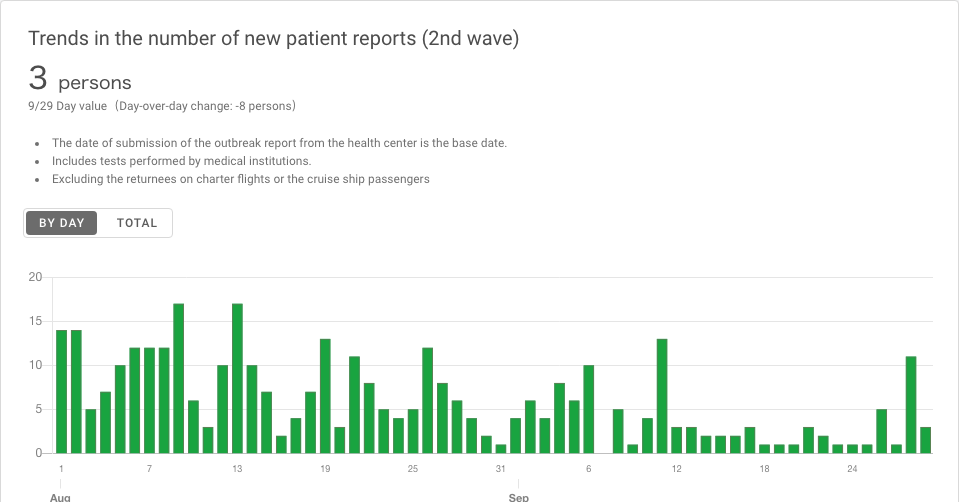 Trends in the number of new patient reports (2nd wave)
3 persons
9/29 Day value（Day-over-day change: -8 persons）
• The date of submission of the outbreak report from the health center is the base date.
• Includes tests performed by medical institutions.
• Excluding the returnees on charter flights or the cruise ship passengers
BY DAY TOTAL
20
15
10
5
0
1 7 13 19 25 31 6 12 18 24
Aug Sep